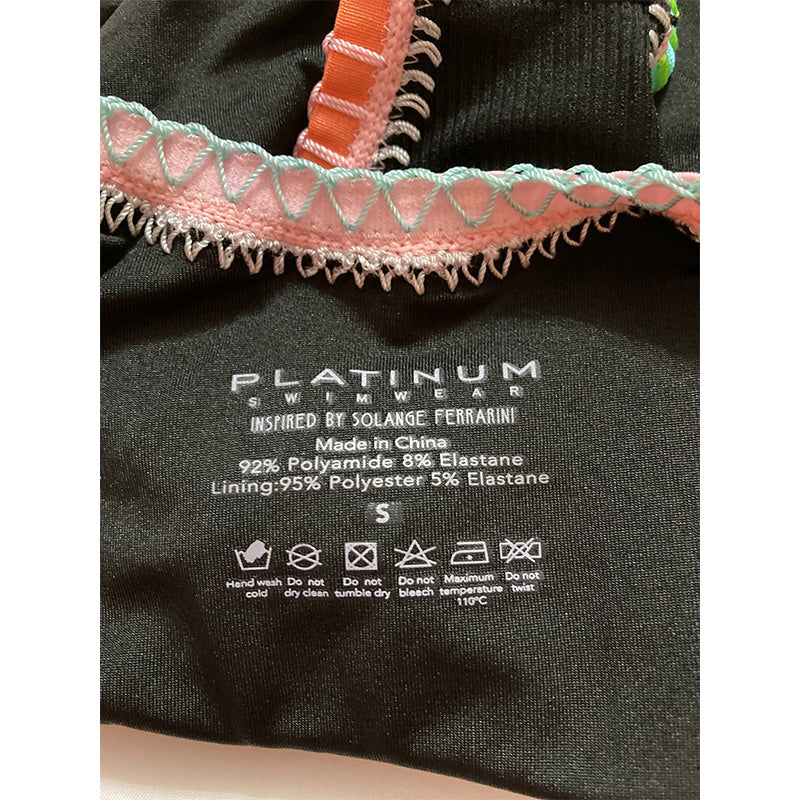 PLATINUM
SWIMWEAR
INSPIRED BY SOLANGE FERRARINI
Made in China
92% Polyamide 8% Elastane
Lining:95% Polyester 5% Elastane
S
Hand wash cold
Do not dry clean
Do not tumble dry
Do not bleach
Maximum temperature 110ºC
Do not twist